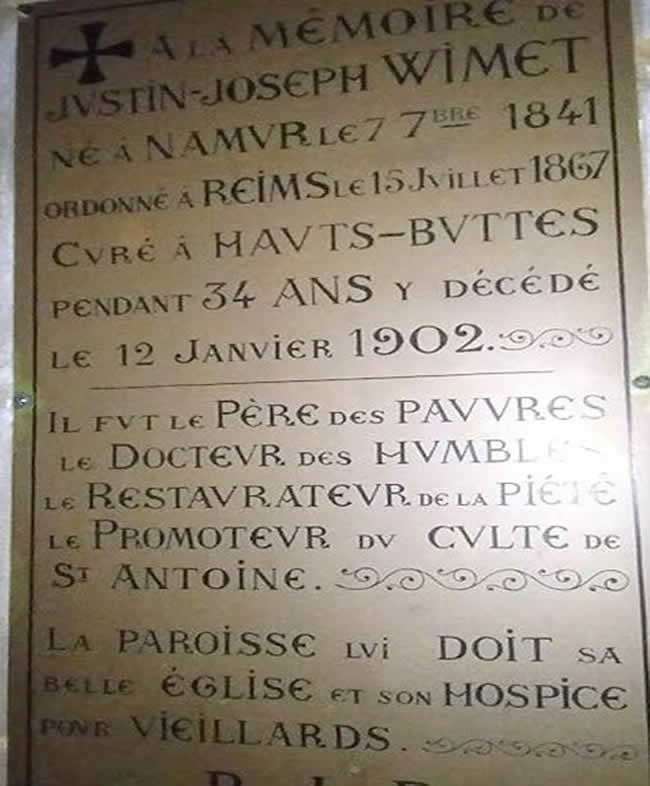 A LA MÉMOIRE DE
JVSTIN-JOSEPH WIMET
NÉ À NAMVR LE 7 7BRE 1841
ORDONNÉ À REIMS LE 15 JVILLET 1867
CVRÉ À HAVTS-BVTTES
PENDANT 34 ANS Y DÉCÉDÉ
LE 12 JANVIER 1902.
IL FVT LE PÈRE DES PAVVRES
LE DOCTEVR DES HVMBLES
LE RESTAVRATEVR DE LA PIÉTÉ
LE PROMOTEVR DV CVLTE DE
ST ANTOINE.
LA PAROISSE LVI DOIT SA
BELLE ÉGLISE ET SON HOSPICE
POVR VIEILLARDS.